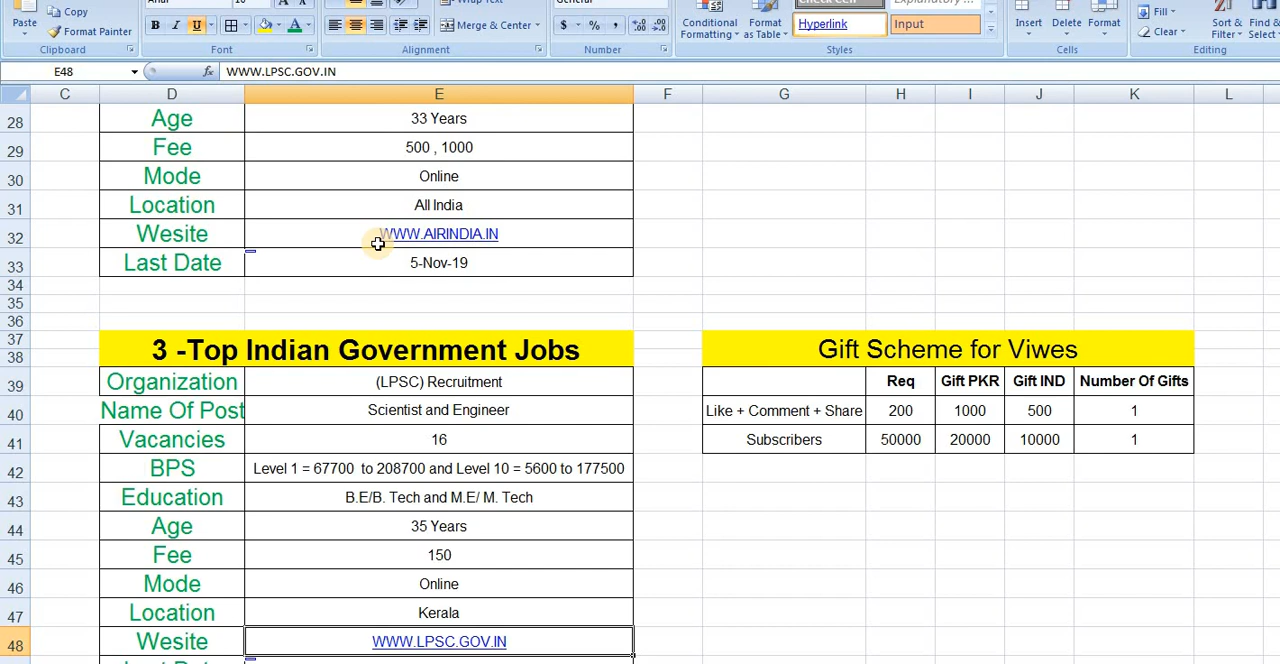 Paste
Copy
Format Painter
Clipboard
B I U
Font
Merge & Center
Alignment
General
$ % ,
Number
Conditional Formatting
Format as Table
Hyperlink
Input
Styles
Insert
Delete
Format
Cells
Fill
Clear
Sort & Filter
Find & Select
Editing
E48 fx WWW.LPSC.GOV.IN
C D E F G H I J K L
28 Age 33 Years
29 Fee 500 , 1000
30 Mode Online
31 Location All India
32 Wesite WWW.AIRINDIA.IN
33 Last Date 5-Nov-19
34
35
36
37
38
3 -Top Indian Government Jobs Gift Scheme for Viwes
39 Organization (LPSC) Recruitment Req Gift PKR Gift IND Number Of Gifts
40 Name Of Post Scientist and Engineer Like + Comment + Share 200 1000 500 1
41 Vacancies 16 Subscribers 50000 20000 10000 1
42 BPS Level 1 = 67700 to 208700 and Level 10 = 5600 to 177500
43 Education B.E/B. Tech and M.E/ M. Tech
44 Age 35 Years
45 Fee 150
46 Mode Online
47 Location Kerala
48 Wesite WWW.LPSC.GOV.IN